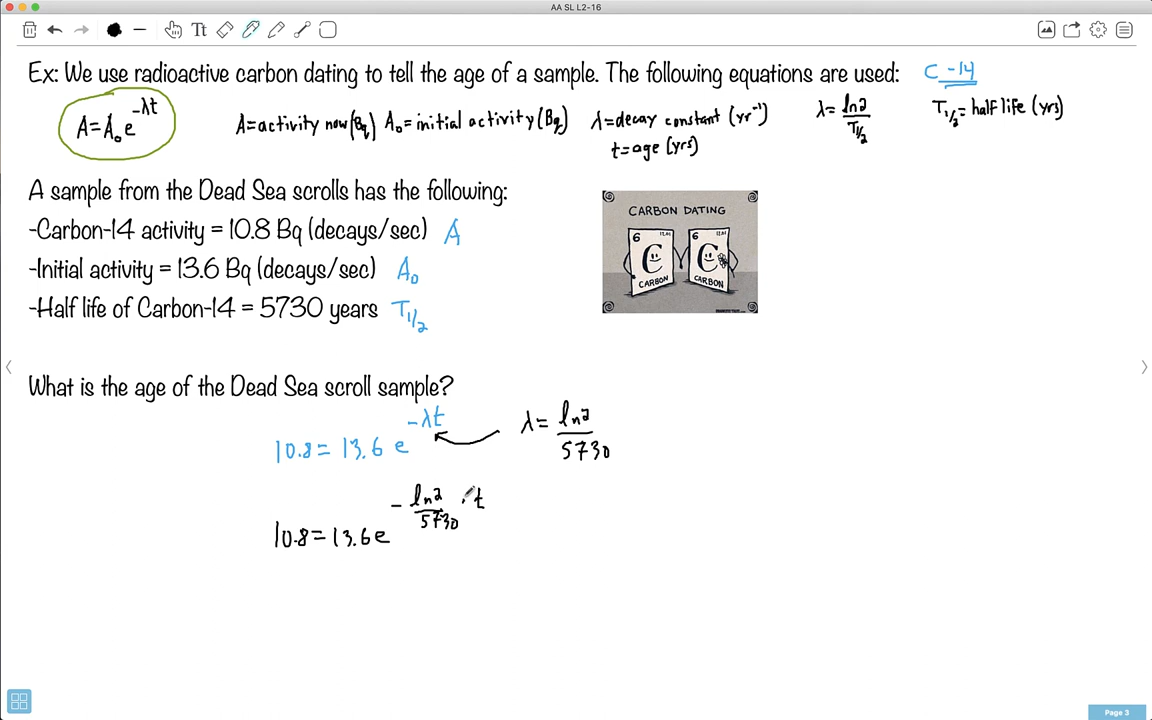 AA SL L2-16
Tt
Ex: We use radioactive carbon dating to tell the age of a sample. The following equations are used: C-14
A=A₀e^-λt A=activity now(Bq) A₀=initial activity(Bq) λ=decay constant (yr⁻¹) λ=ln2/T1/2 T1/2=half life (yrs)
t=age (yrs)
A sample from the Dead Sea scrolls has the following:
-Carbon-14 activity = 10.8 Bq (decays/sec) A
-Initial activity = 13.6 Bq (decays/sec) A₀
-Half life of Carbon-14 = 5730 years T1/2
CARBON DATING
6 6
C C
CARBON CARBON
What is the age of the Dead Sea scroll sample?
10.8=13.6 e^-λt λ=ln2/5730
10.8=13.6e^-ln2/5730 ·t
Page 3